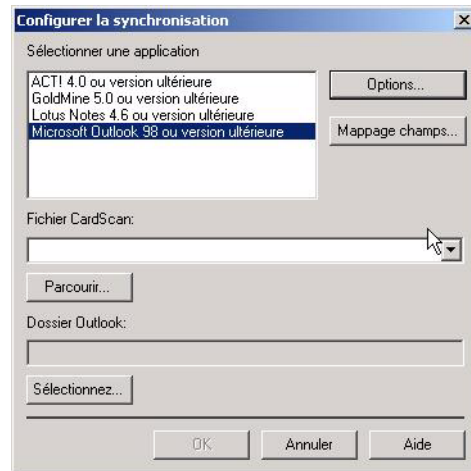 Configurer la synchronisation
Sélectionner une application
ACT! 4.0 ou version ultérieure
GoldMine 5.0 ou version ultérieure
Lotus Notes 4.6 ou version ultérieure
Microsoft Outlook 98 ou version ultérieure
Options...
Mappage champs...
Fichier CardScan:
Parcourir...
Dossier Outlook:
Sélectionnez...
OK
Annuler
Aide